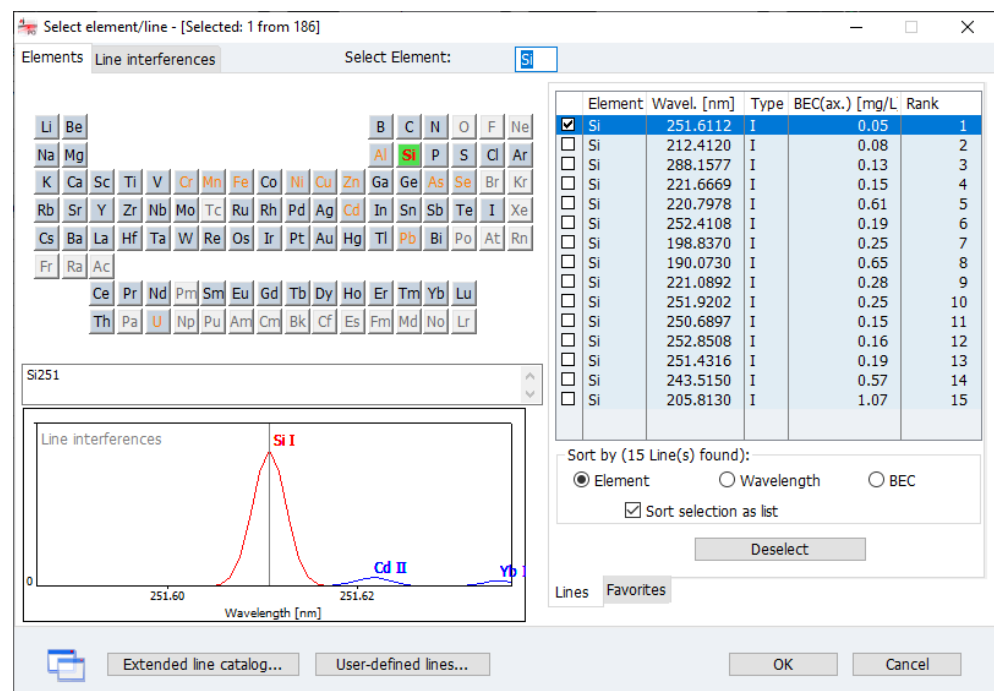 Select element/line - [Selected: 1 from 186]
Elements Line interferences Select Element: Si
Li Be B C N O F Ne
Na Mg Al Si P S Cl Ar
K Ca Sc Ti V Cr Mn Fe Co Ni Cu Zn Ga Ge As Se Br Kr
Rb Sr Y Zr Nb Mo Tc Ru Rh Pd Ag Cd In Sn Sb Te I Xe
Cs Ba La Hf Ta W Re Os Ir Pt Au Hg Tl Pb Bi Po At Rn
Fr Ra Ac
Ce Pr Nd Pm Sm Eu Gd Tb Dy Ho Er Tm Yb Lu
Th Pa U Np Pu Am Cm Bk Cf Es Fm Md No Lr
Si251
Line interferences
Si I
Cd II
Yb I
0
251.60 251.62
Wavelength [nm]
Element Wavel. [nm] Type BEC(ax.) [mg/L Rank
Si 251.6112 I 0.05 1
Si 212.4120 I 0.08 2
Si 288.1577 I 0.13 3
Si 221.6669 I 0.15 4
Si 220.7978 I 0.61 5
Si 252.4108 I 0.19 6
Si 198.8370 I 0.25 7
Si 190.0730 I 0.65 8
Si 221.0892 I 0.28 9
Si 251.9202 I 0.25 10
Si 250.6897 I 0.15 11
Si 252.8508 I 0.16 12
Si 251.4316 I 0.19 13
Si 243.5150 I 0.57 14
Si 205.8130 I 1.07 15
Sort by (15 Line(s) found):
Element Wavelength BEC
Sort selection as list
Deselect
Lines Favorites
Extended line catalog... User-defined lines... OK Cancel